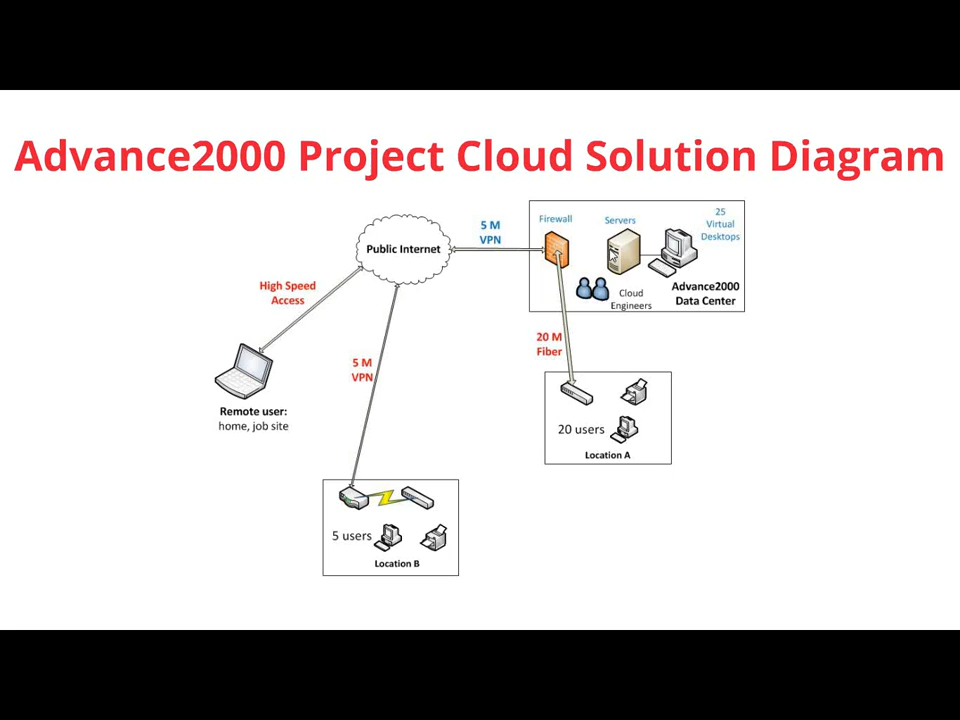 Advance2000 Project Cloud Solution Diagram
Public Internet
5 M
VPN
Firewall
Servers
25
Virtual
Desktops
Cloud
Engineers
Advance2000
Data Center
High Speed
Access
Remote user:
home, job site
5 M
VPN
20 M
Fiber
20 users
Location A
5 users
Location B